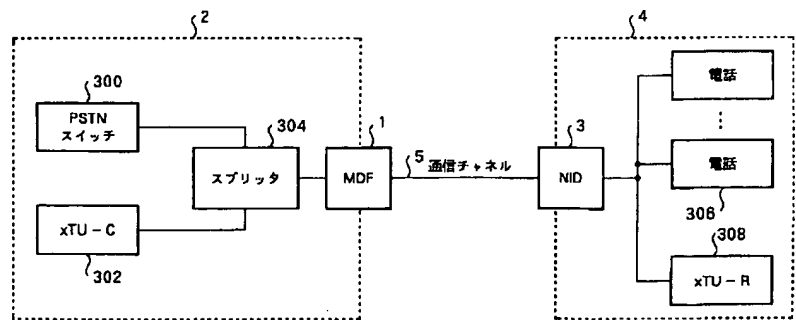 2
4
300
PSTN
スイッチ
304
スプリッタ
1
MDF
5
通信チャネル
3
NID
電話
電話
306
xTU-C
302
308
xTU-R